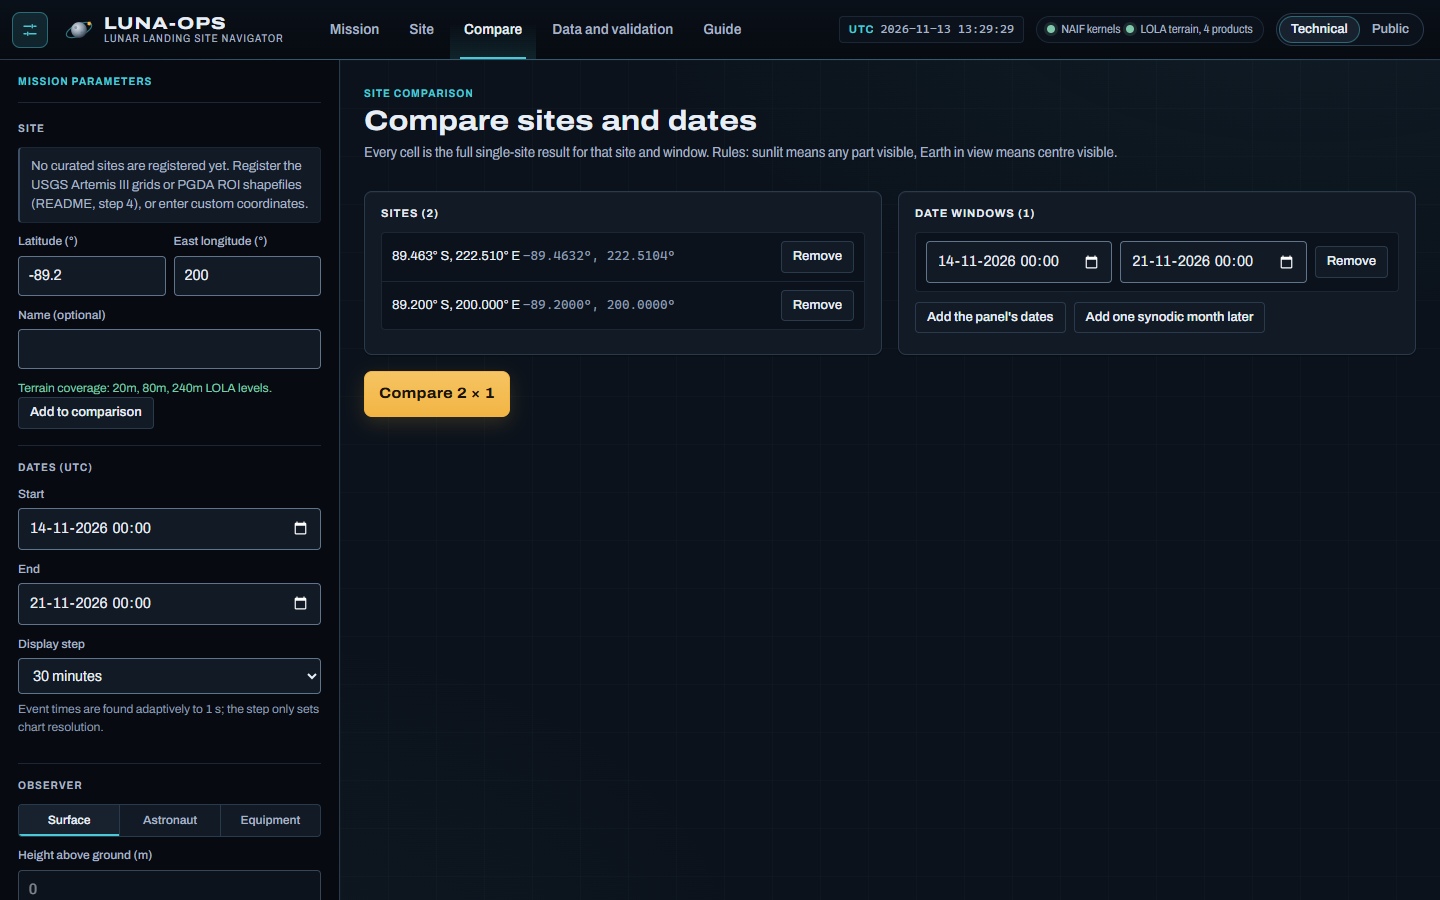 LUNA-OPS
LUNAR LANDING SITE NAVIGATOR
Mission
Site
Compare
Data and validation
Guide
UTC 2026-11-13 13:29:29
NAIF kernels
LOLA terrain, 4 products
Technical
Public
MISSION PARAMETERS
SITE
No curated sites are registered yet. Register the
USGS Artemis III grids or PGDA ROI shapefiles
(README, step 4), or enter custom coordinates.
Latitude (°)
East longitude (°)
-89.2
200
Name (optional)
Terrain coverage: 20m, 80m, 240m LOLA levels.
Add to comparison
DATES (UTC)
Start
14-11-2026 00:00
End
21-11-2026 00:00
Display step
30 minutes
Event times are found adaptively to 1 s; the step only sets
chart resolution.
OBSERVER
Surface
Astronaut
Equipment
Height above ground (m)
0
SITE COMPARISON
Compare sites and dates
Every cell is the full single-site result for that site and window. Rules: sunlit means any part visible, Earth in view means centre visible.
SITES (2)
89.463° S, 222.510° E −89.4632°, 222.5104°
Remove
89.200° S, 200.000° E −89.2000°, 200.0000°
Remove
DATE WINDOWS (1)
14-11-2026 00:00
21-11-2026 00:00
Remove
Add the panel's dates
Add one synodic month later
Compare 2 × 1